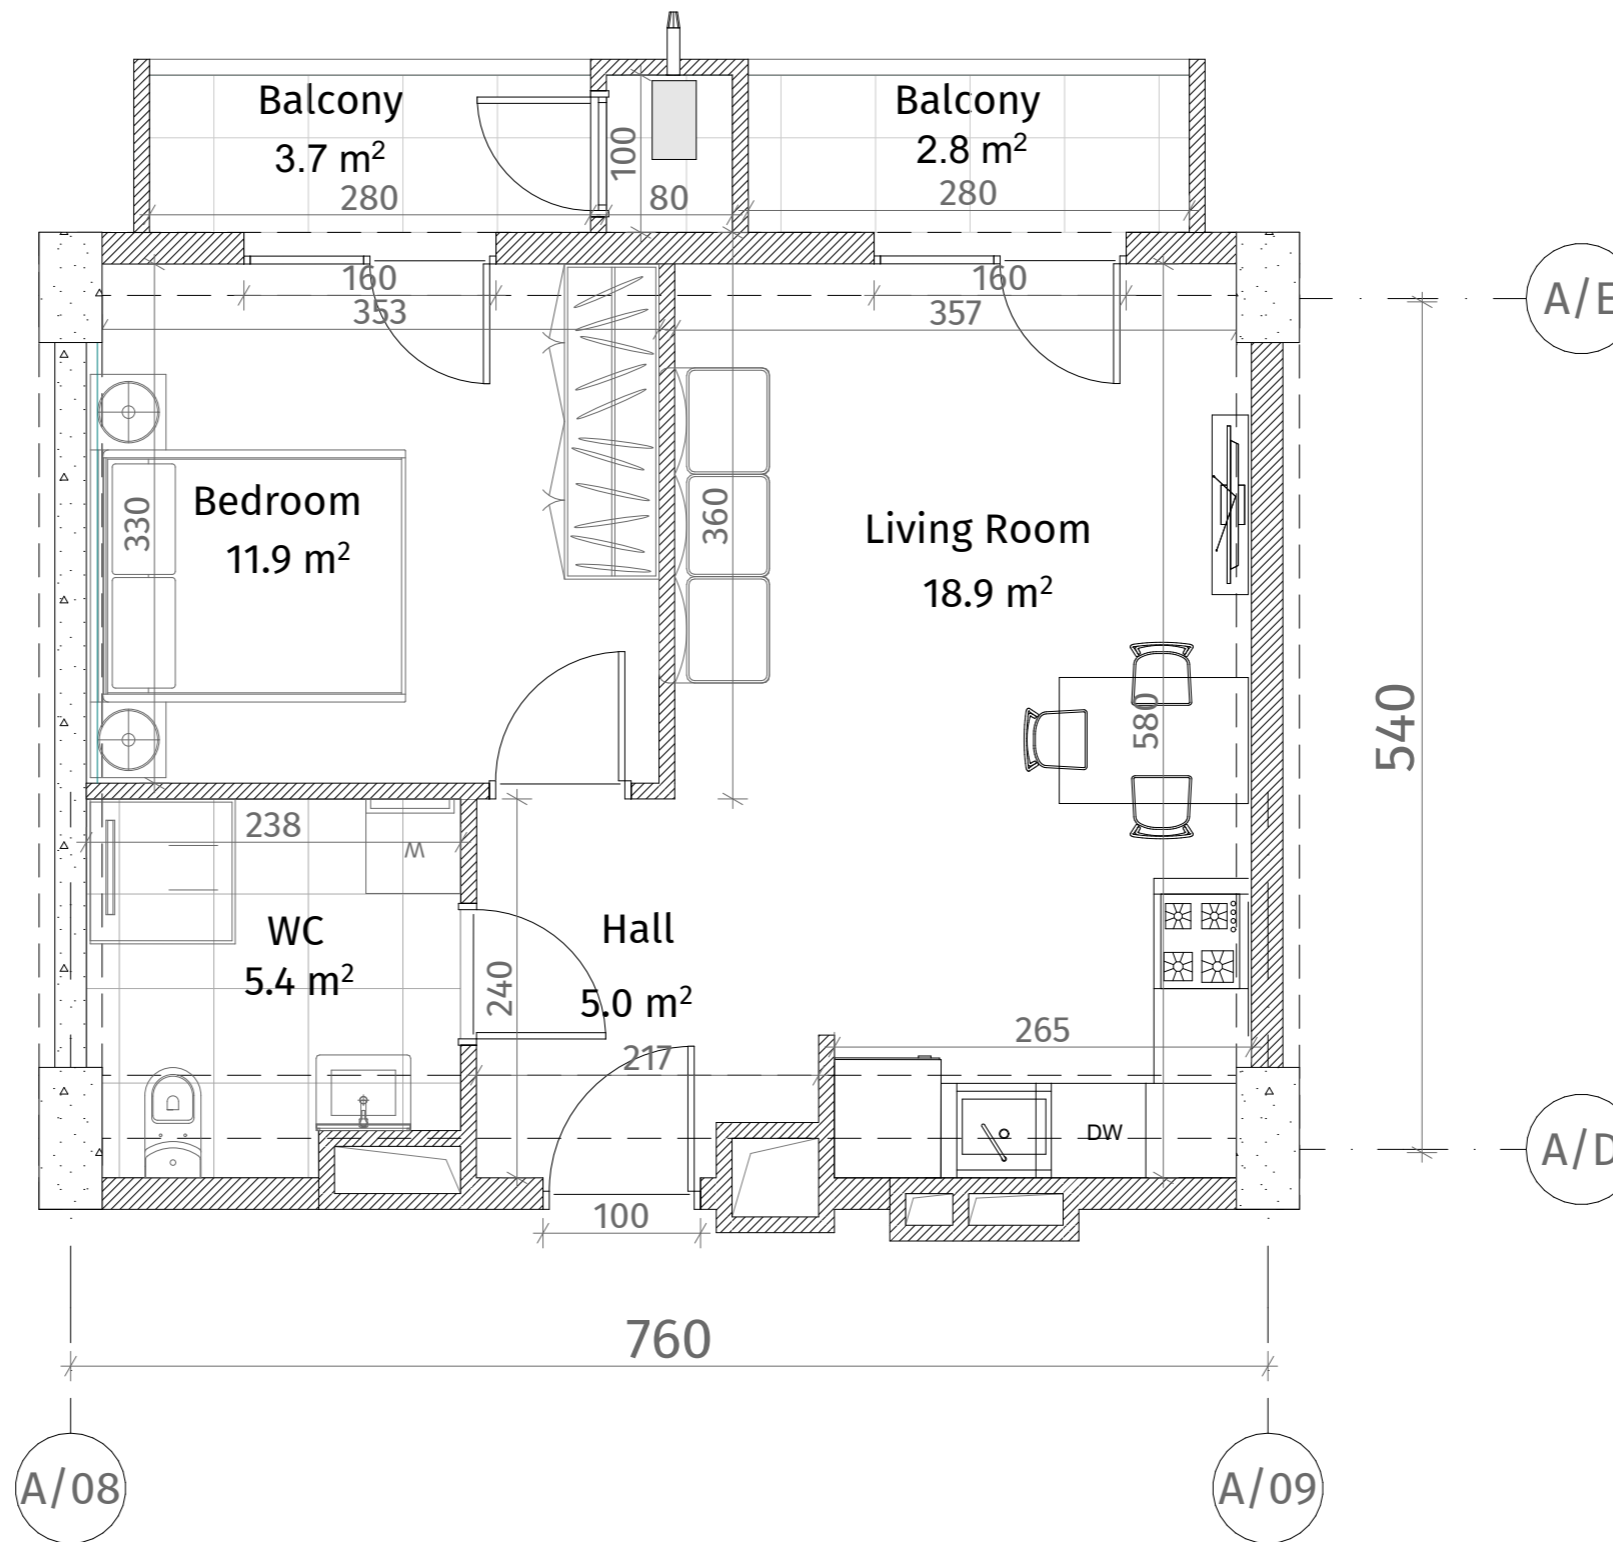 Balcony
3.7 m²
280
100
80
Balcony
2.8 m²
280
160
353
160
357
A/E
330
Bedroom
11.9 m²
360
Living Room
18.9 m²
580
540
238
W
WC
5.4 m²
240
Hall
5.0 m²
217
265
DW
A/D
100
760
A/08
A/09